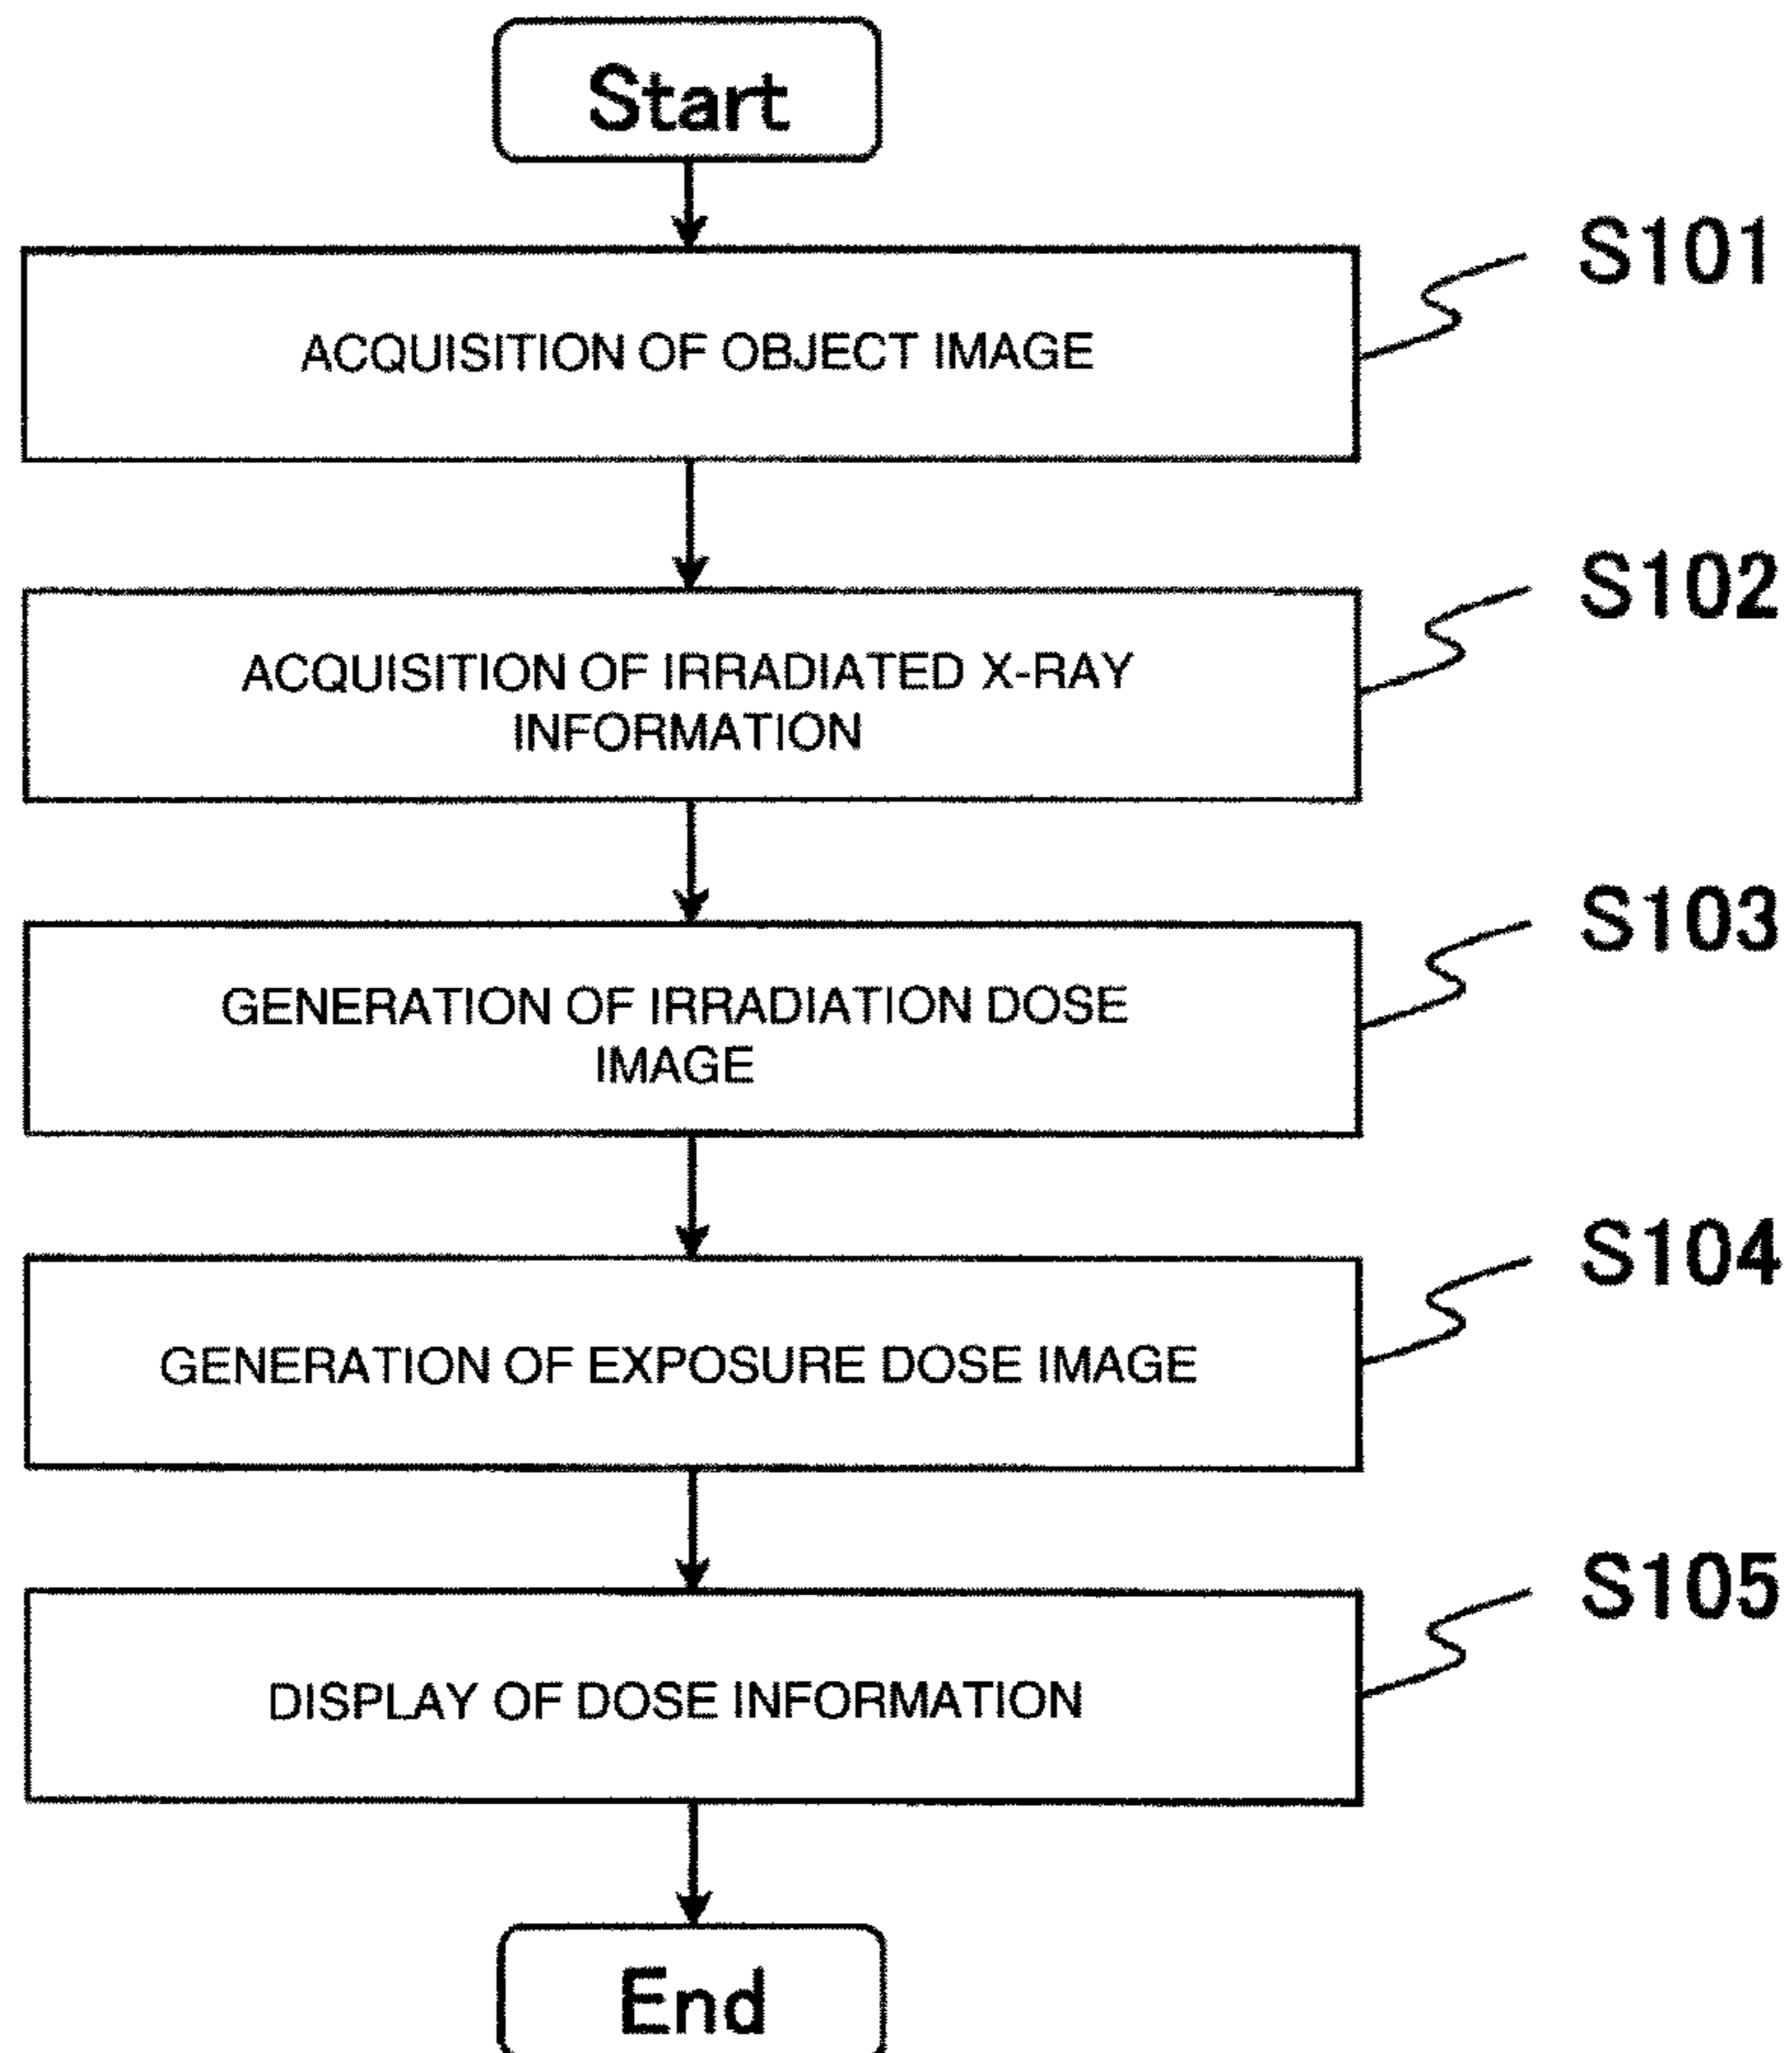 Start
ACQUISITION OF OBJECT IMAGE
S101
ACQUISITION OF IRRADIATED X-RAY
INFORMATION
S102
GENERATION OF IRRADIATION DOSE
IMAGE
S103
GENERATION OF EXPOSURE DOSE IMAGE
S104
DISPLAY OF DOSE INFORMATION
S105
End